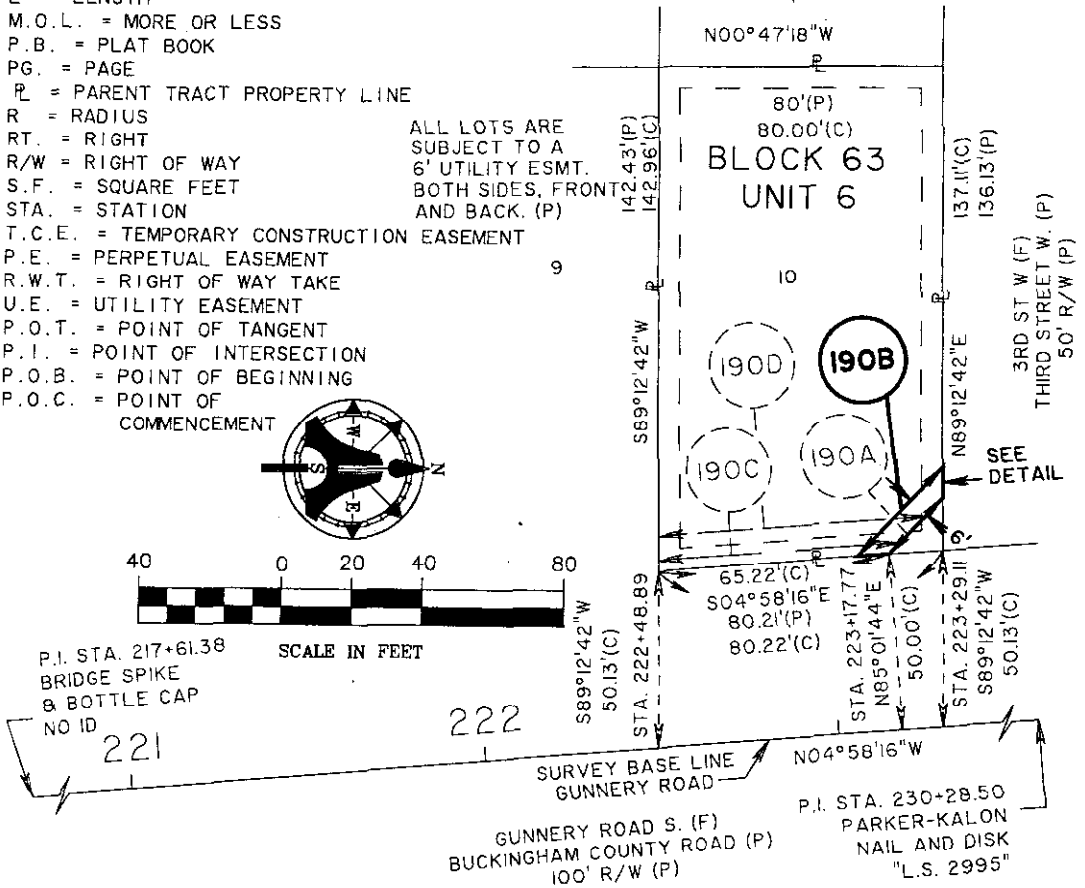 M.O.L. = MORE OR LESS
P.B. = PLAT BOOK
PG. = PAGE
PL = PARENT TRACT PROPERTY LINE
R = RADIUS
RT. = RIGHT
R/W = RIGHT OF WAY
S.F. = SQUARE FEET
STA. = STATION
T.C.E. = TEMPORARY CONSTRUCTION EASEMENT
P.E. = PERPETUAL EASEMENT
R.W.T. = RIGHT OF WAY TAKE
U.E. = UTILITY EASEMENT
P.O.T. = POINT OF TANGENT
P.I. = POINT OF INTERSECTION
P.O.B. = POINT OF BEGINNING
P.O.C. = POINT OF
COMMENCEMENT
ALL LOTS ARE
SUBJECT TO A
6' UTILITY ESMT.
BOTH SIDES, FRONT
AND BACK. (P)
N00°47'18"W
PL
80'(P)
80.00'(C)
BLOCK 63
UNIT 6
142.43'(P)
142.96'(C)
137.11'(C)
136.13'(P)
3RD ST W (F)
THIRD STREET W. (P)
50' R/W (P)
9
10
PL
PL
S89°12'42"W
N89°12'42"E
190D
190B
190C
190A
SEE
DETAIL
6'
PL
W
S
N
E
40 0 20 40 80
SCALE IN FEET
65.22'(C)
S04°58'16"E
80.21'(P)
80.22'(C)
S89°12'42"W
50.13'(C)
STA. 222+48.89
STA. 223+17.77
N85°01'44"E
50.00'(C)
STA. 223+29.11
S89°12'42"W
50.13'(C)
P.I. STA. 217+61.38
BRIDGE SPIKE
& BOTTLE CAP
NO ID
221
222
SURVEY BASE LINE
GUNNERY ROAD
N04°58'16"W
GUNNERY ROAD S. (F)
BUCKINGHAM COUNTY ROAD (P)
100' R/W (P)
P.I. STA. 230+28.50
PARKER-KALON
NAIL AND DISK
"L.S. 2995"